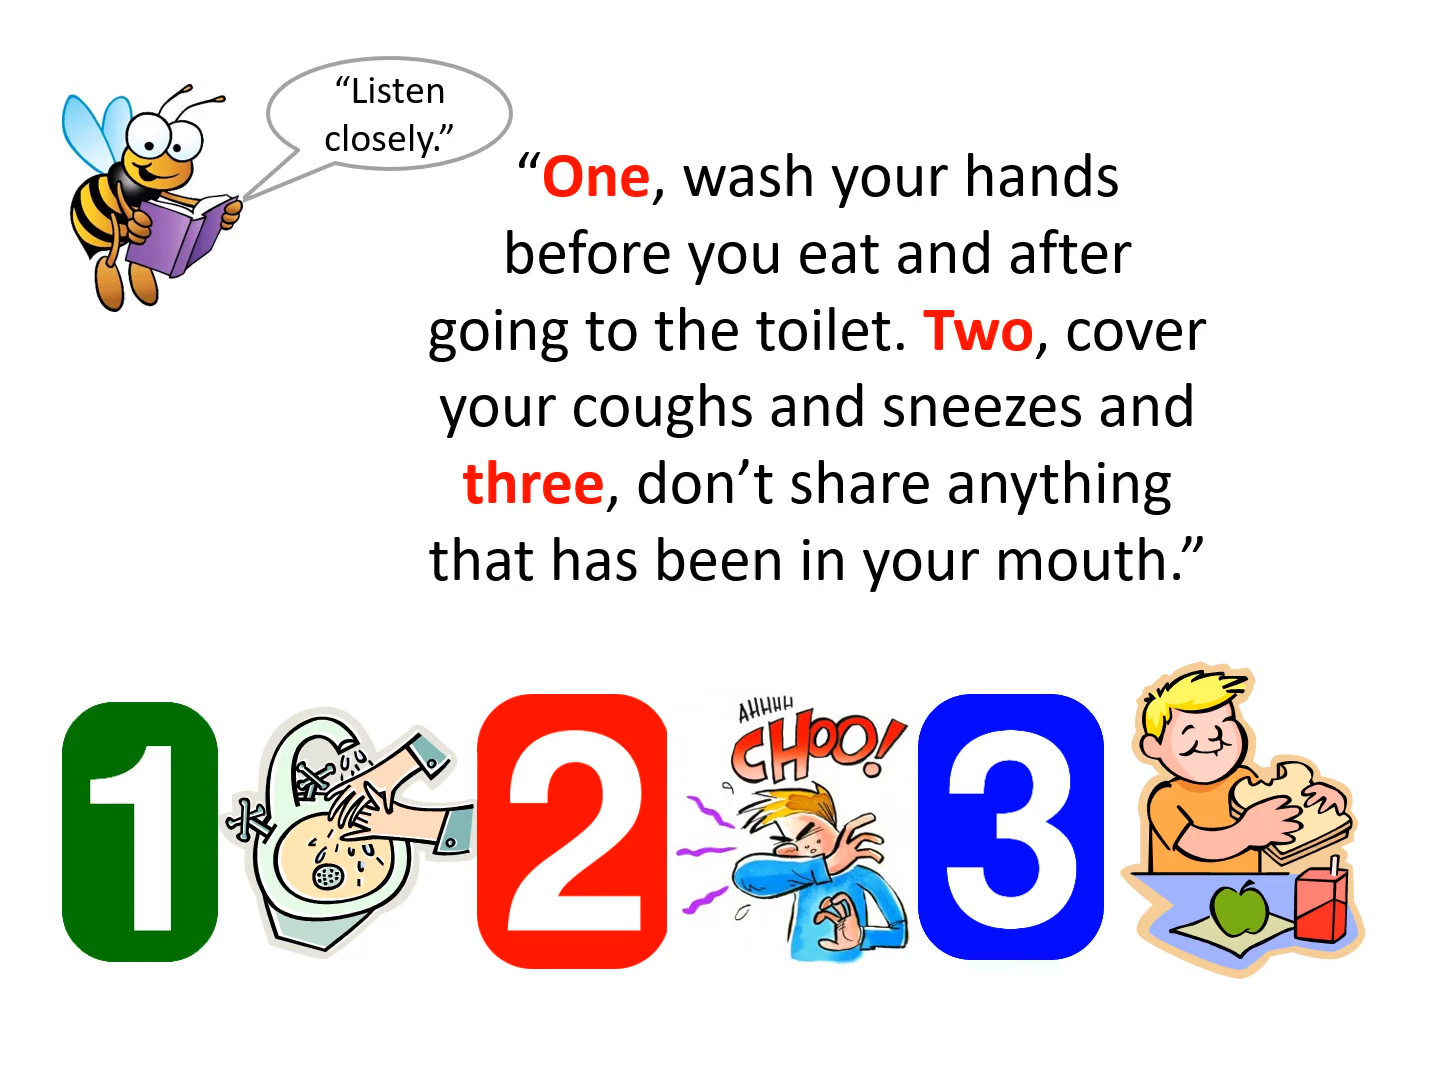 “Listen
closely.”
“One, wash your hands
before you eat and after
going to the toilet. Two, cover
your coughs and sneezes and
three, don’t share anything
that has been in your mouth.”
AHHHH
CHOO!
1 2 3